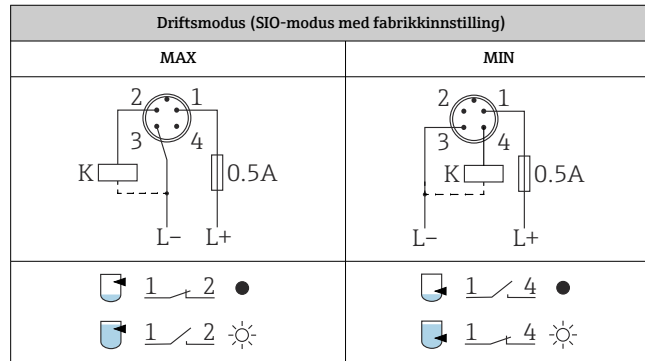 Driftsmodus (SIO-modus med fabrikkinnstilling)
MAX
MIN
2 1
3 4
K 0.5A
L– L+
2 1
3 4
K 0.5A
L– L+
1 2
1 2
1 4
1 4